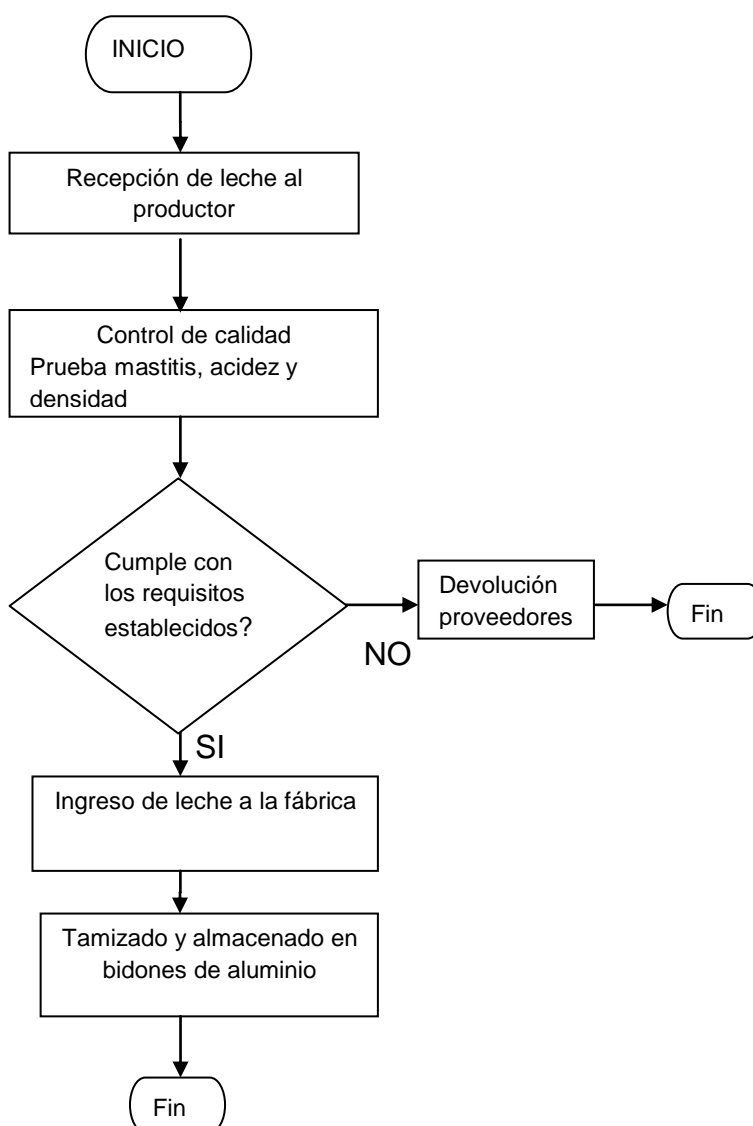 INICIO
Recepción de leche al
productor
Control de calidad
Prueba mastitis, acidez y
densidad
Cumple con
los requisitos
establecidos?
Devolución
proveedores
Fin
NO
SI
Ingreso de leche a la fábrica
Tamizado y almacenado en
bidones de aluminio
Fin